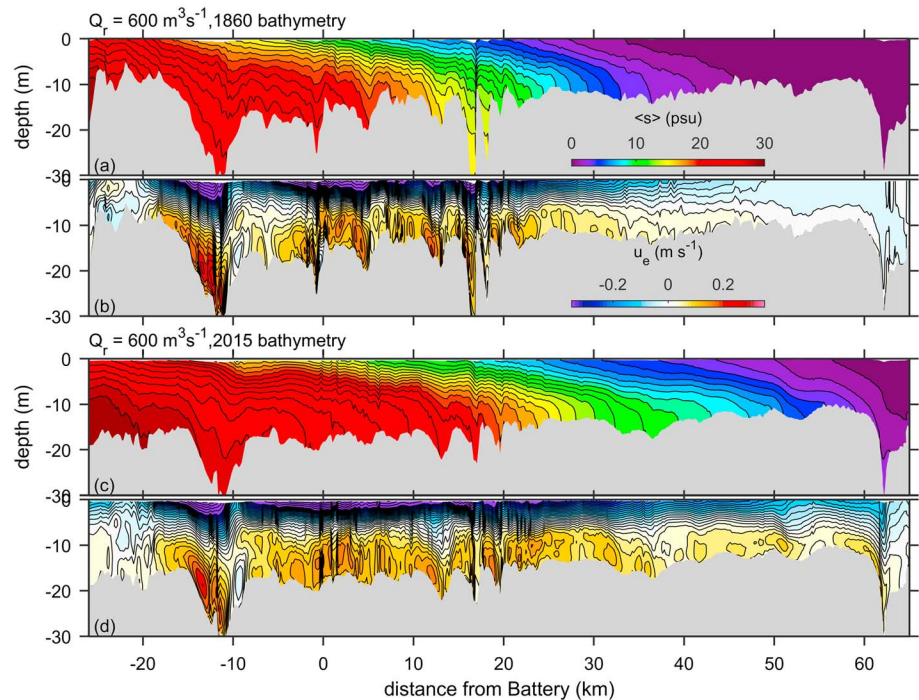 Q_r = 600 m³s⁻¹,1860 bathymetry
0
-10
-20
-30
depth (m)
<s> (psu)
0 10 20 30
(a)
0
-10
-20
-30
u_e (m s⁻¹)
-0.2 0 0.2
(b)
Q_r = 600 m³s⁻¹,2015 bathymetry
0
-10
-20
-30
depth (m)
(c)
0
-10
-20
-30
(d)
-20 -10 0 10 20 30 40 50 60
distance from Battery (km)